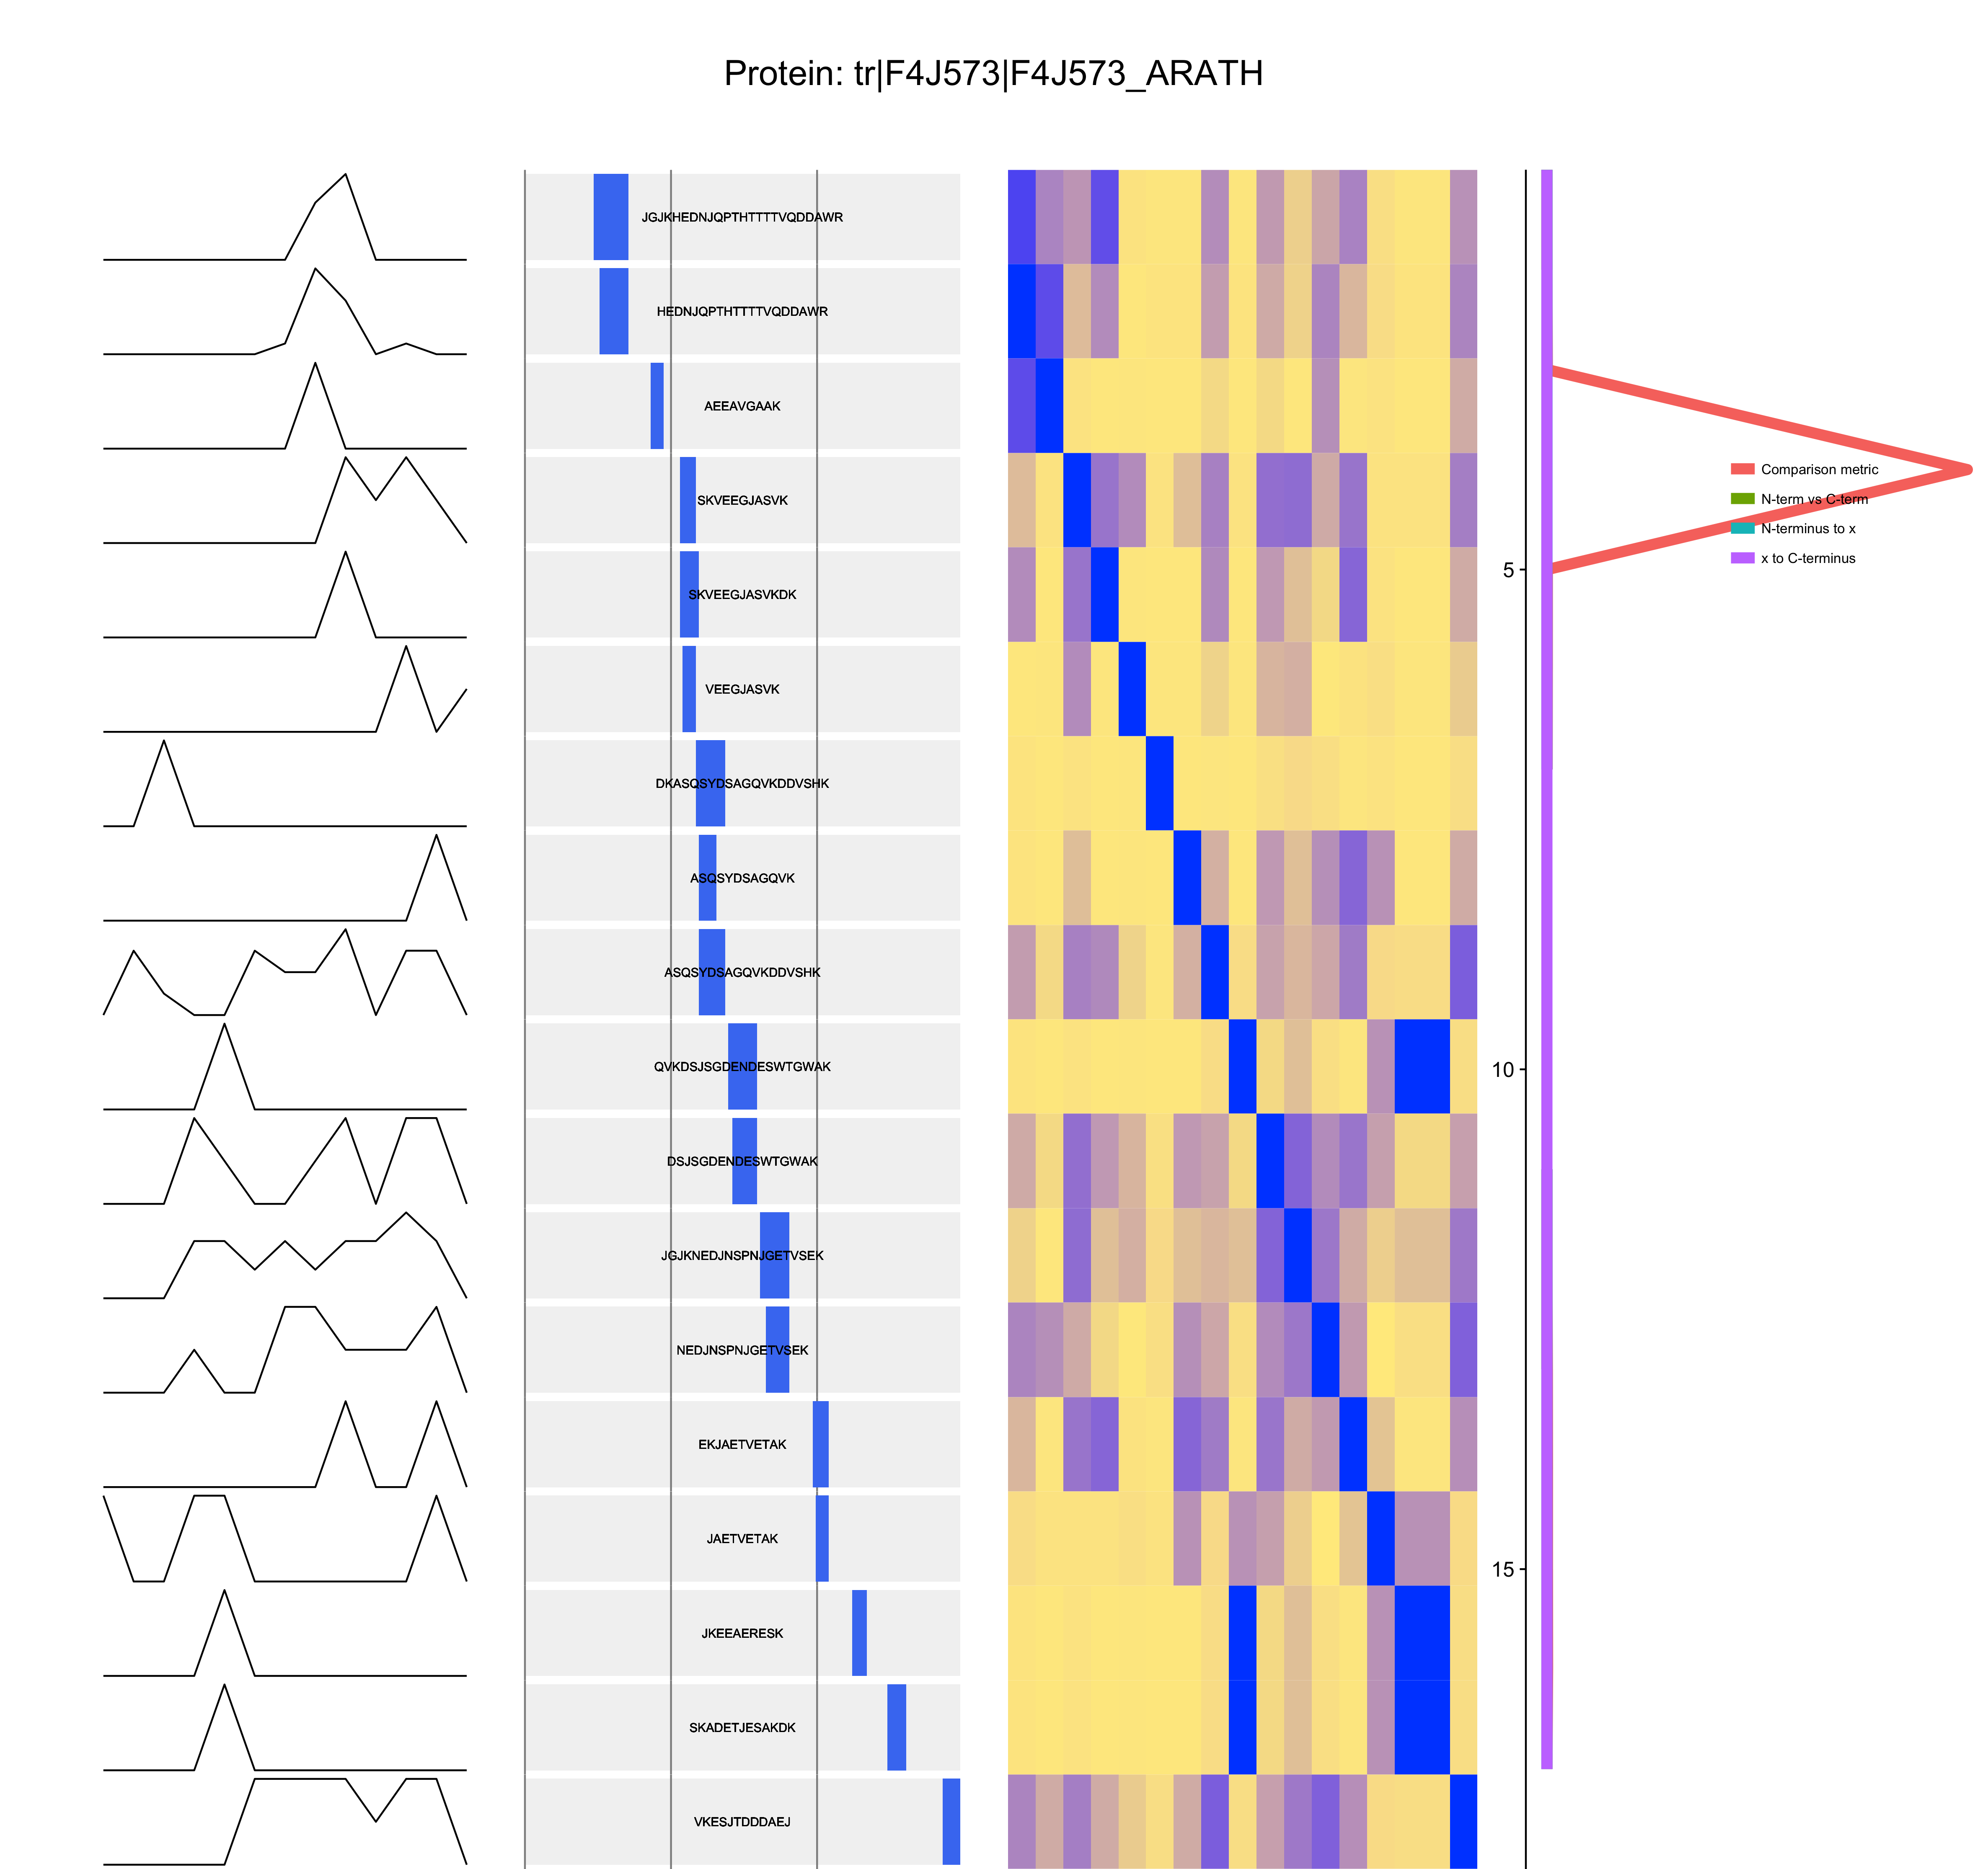 Protein: tr|F4J573|F4J573_ARATH
JGJKHEDNJQPTHTTTTVQDDAWR
HEDNJQPTHTTTTVQDDAWR
AEEAVGAAK
SKVEEGJASVK
Comparison metric
N-term vs C-term
N-terminus to x
x to C-terminus
SKVEEGJASVKDK
5
VEEGJASVK
DKASQSYDSAGQVKDDVSHK
ASQSYDSAGQVK
ASQSYDSAGQVKDDVSHK
QVKDSJSGDENDESWTGWAK
10
DSJSGDENDESWTGWAK
JGJKNEDJNSPNJGETVSEK
NEDJNSPNJGETVSEK
EKJAETVETAK
JAETVETAK
15
JKEEAERESK
SKADETJESAKDK
VKESJTDDDAEJ